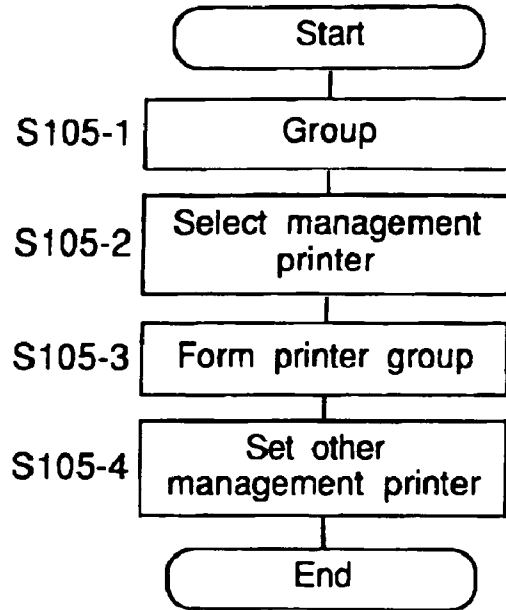 Start
S105-1 Group
S105-2 Select management
printer
S105-3 Form printer group
S105-4 Set other
management printer
End